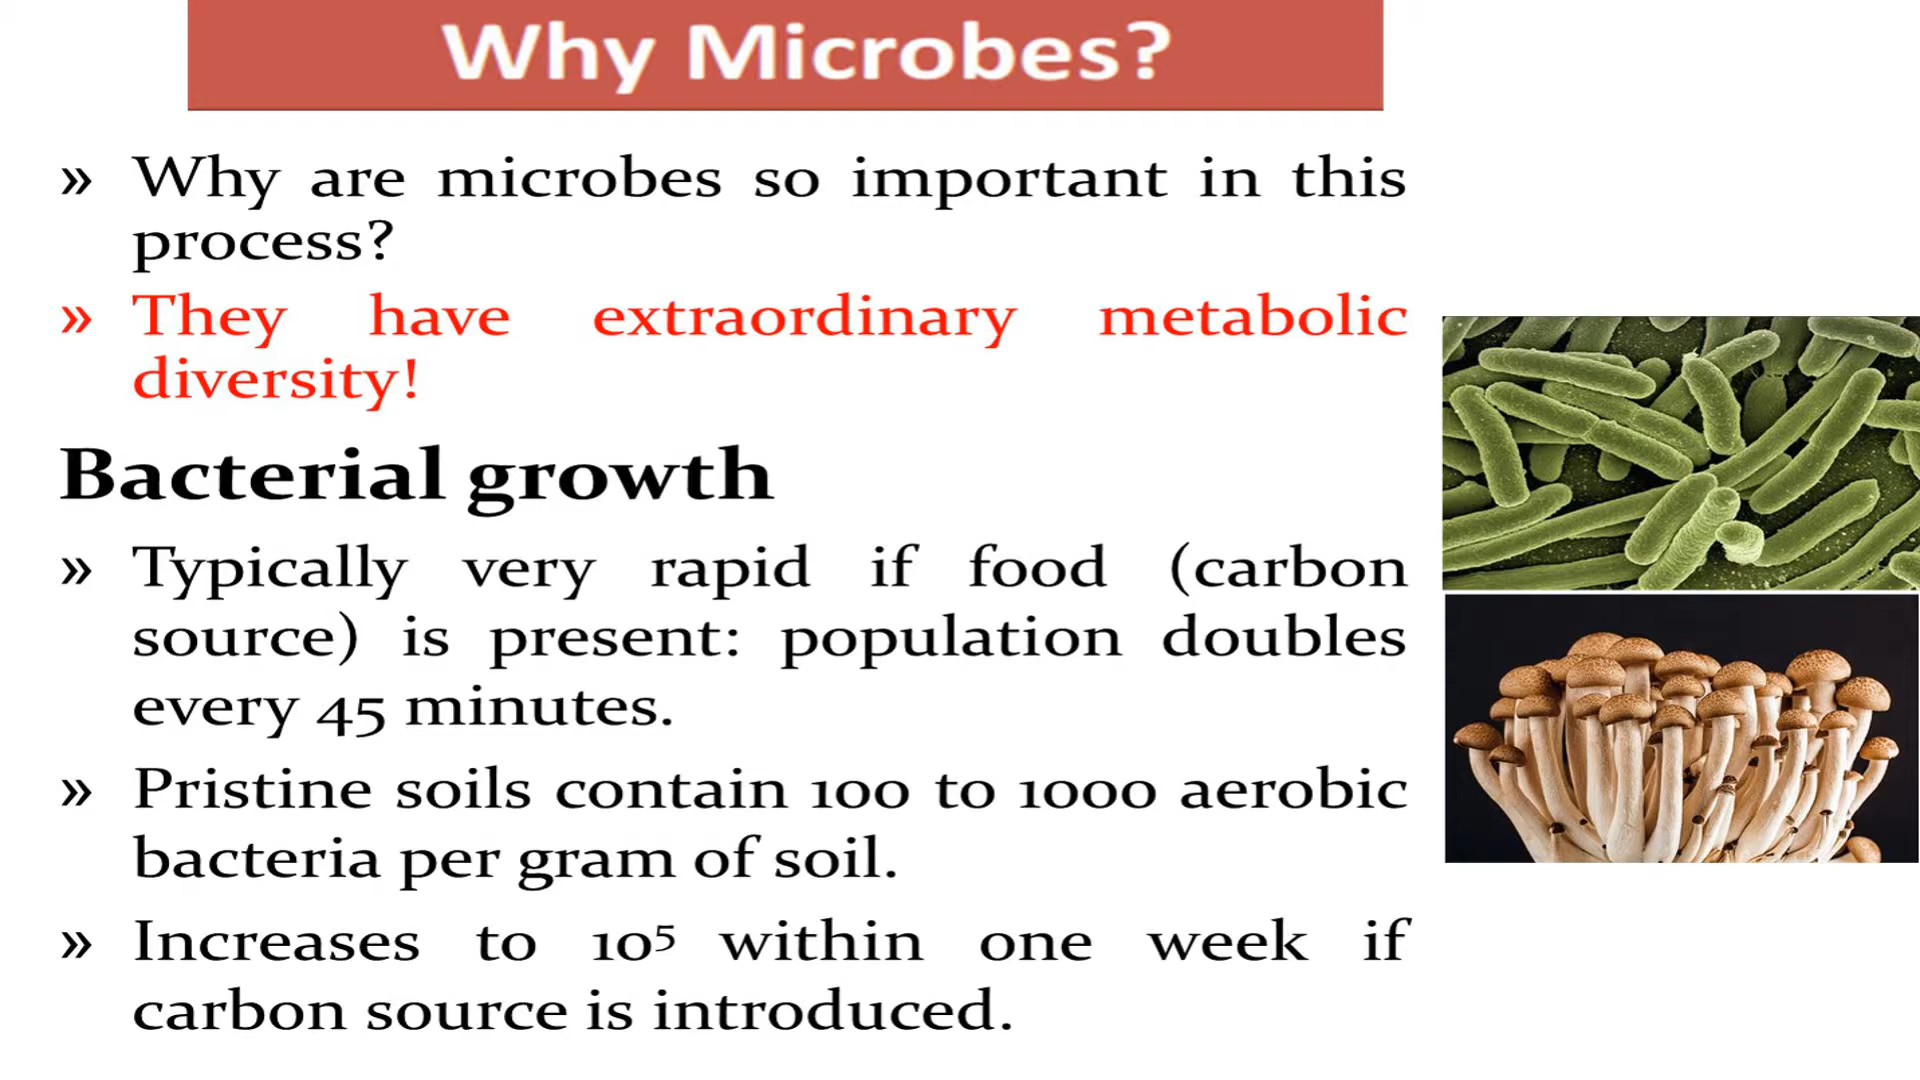 Why Microbes?
» Why are microbes so important in this
process?
» They have extraordinary metabolic
diversity!
Bacterial growth
» Typically very rapid if food (carbon
source) is present: population doubles
every 45 minutes.
» Pristine soils contain 100 to 1000 aerobic
bacteria per gram of soil.
» Increases to 10⁵ within one week if
carbon source is introduced.